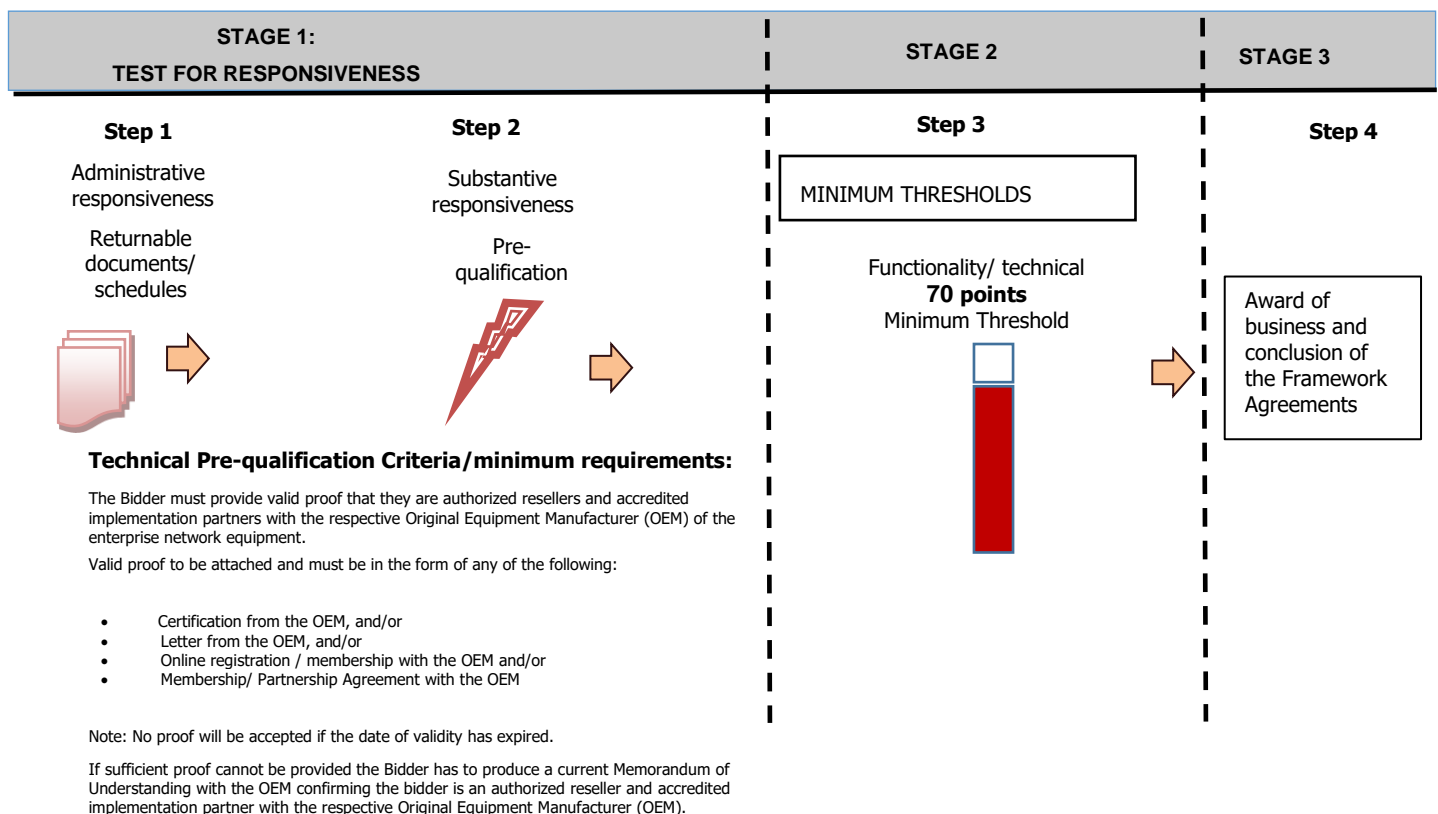 STAGE 1:
TEST FOR RESPONSIVENESS
STAGE 2
STAGE 3
Step 1
Administrative
responsiveness
Returnable
documents/
schedules
Step 2
Substantive
responsiveness
Pre-
qualification
Technical Pre-qualification Criteria/minimum requirements:
The Bidder must provide valid proof that they are authorized resellers and accredited
implementation partners with the respective Original Equipment Manufacturer (OEM) of the
enterprise network equipment.
Valid proof to be attached and must be in the form of any of the following:
• Certification from the OEM, and/or
• Letter from the OEM, and/or
• Online registration / membership with the OEM and/or
• Membership/ Partnership Agreement with the OEM
Note: No proof will be accepted if the date of validity has expired.
If sufficient proof cannot be provided the Bidder has to produce a current Memorandum of
Understanding with the OEM confirming the bidder is an authorized reseller and accredited
implementation partner with the respective Original Equipment Manufacturer (OEM).
Step 3
MINIMUM THRESHOLDS
Functionality/ technical
70 points
Minimum Threshold
Step 4
Award of
business and
conclusion of
the Framework
Agreements